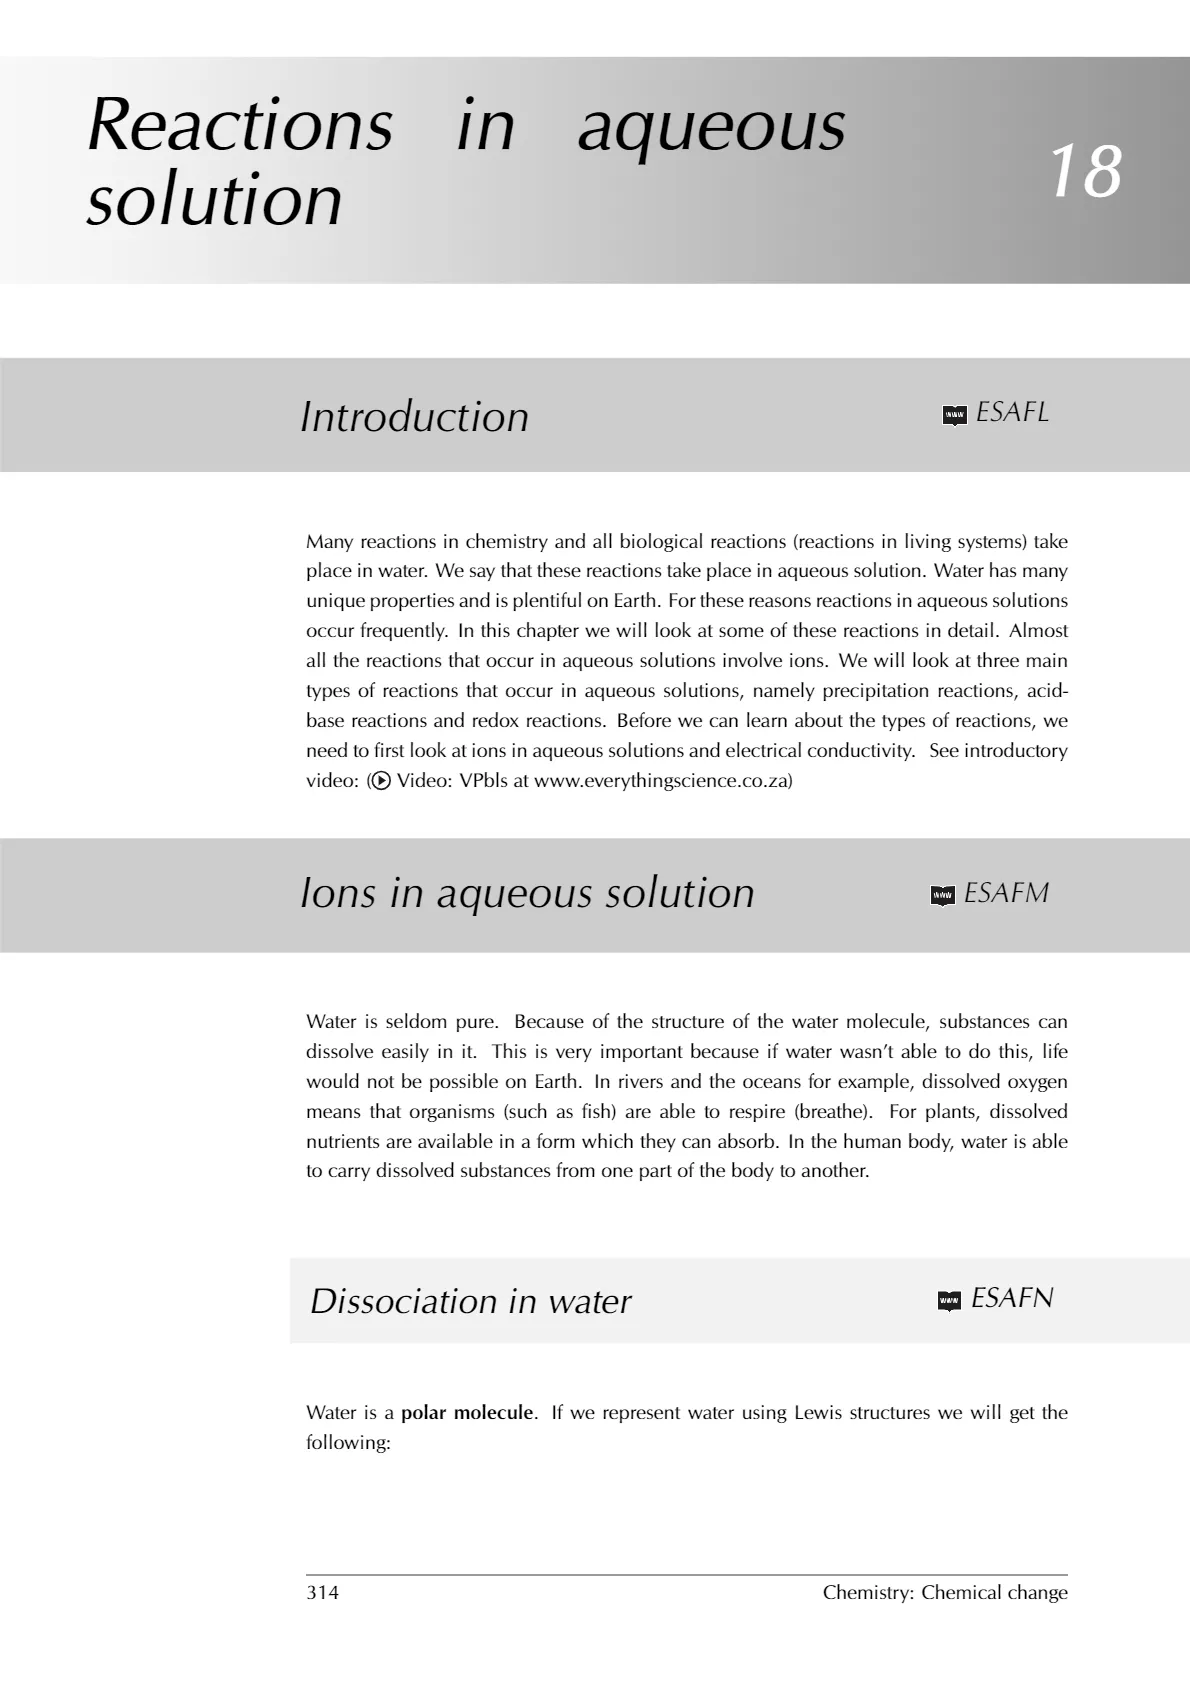 Reactions in aqueous
solution
18
Introduction
www ESAFL
Many reactions in chemistry and all biological reactions (reactions in living systems) take
place in water. We say that these reactions take place in aqueous solution. Water has many
unique properties and is plentiful on Earth. For these reasons reactions in aqueous solutions
occur frequently. In this chapter we will look at some of these reactions in detail. Almost
all the reactions that occur in aqueous solutions involve ions. We will look at three main
types of reactions that occur in aqueous solutions, namely precipitation reactions, acid-
base reactions and redox reactions. Before we can learn about the types of reactions, we
need to first look at ions in aqueous solutions and electrical conductivity. See introductory
video: ( Video: VPbls at www.everythingscience.co.za)
Ions in aqueous solution
www ESAFM
Water is seldom pure. Because of the structure of the water molecule, substances can
dissolve easily in it. This is very important because if water wasn’t able to do this, life
would not be possible on Earth. In rivers and the oceans for example, dissolved oxygen
means that organisms (such as fish) are able to respire (breathe). For plants, dissolved
nutrients are available in a form which they can absorb. In the human body, water is able
to carry dissolved substances from one part of the body to another.
Dissociation in water
www ESAFN
Water is a polar molecule. If we represent water using Lewis structures we will get the
following:
314
Chemistry: Chemical change